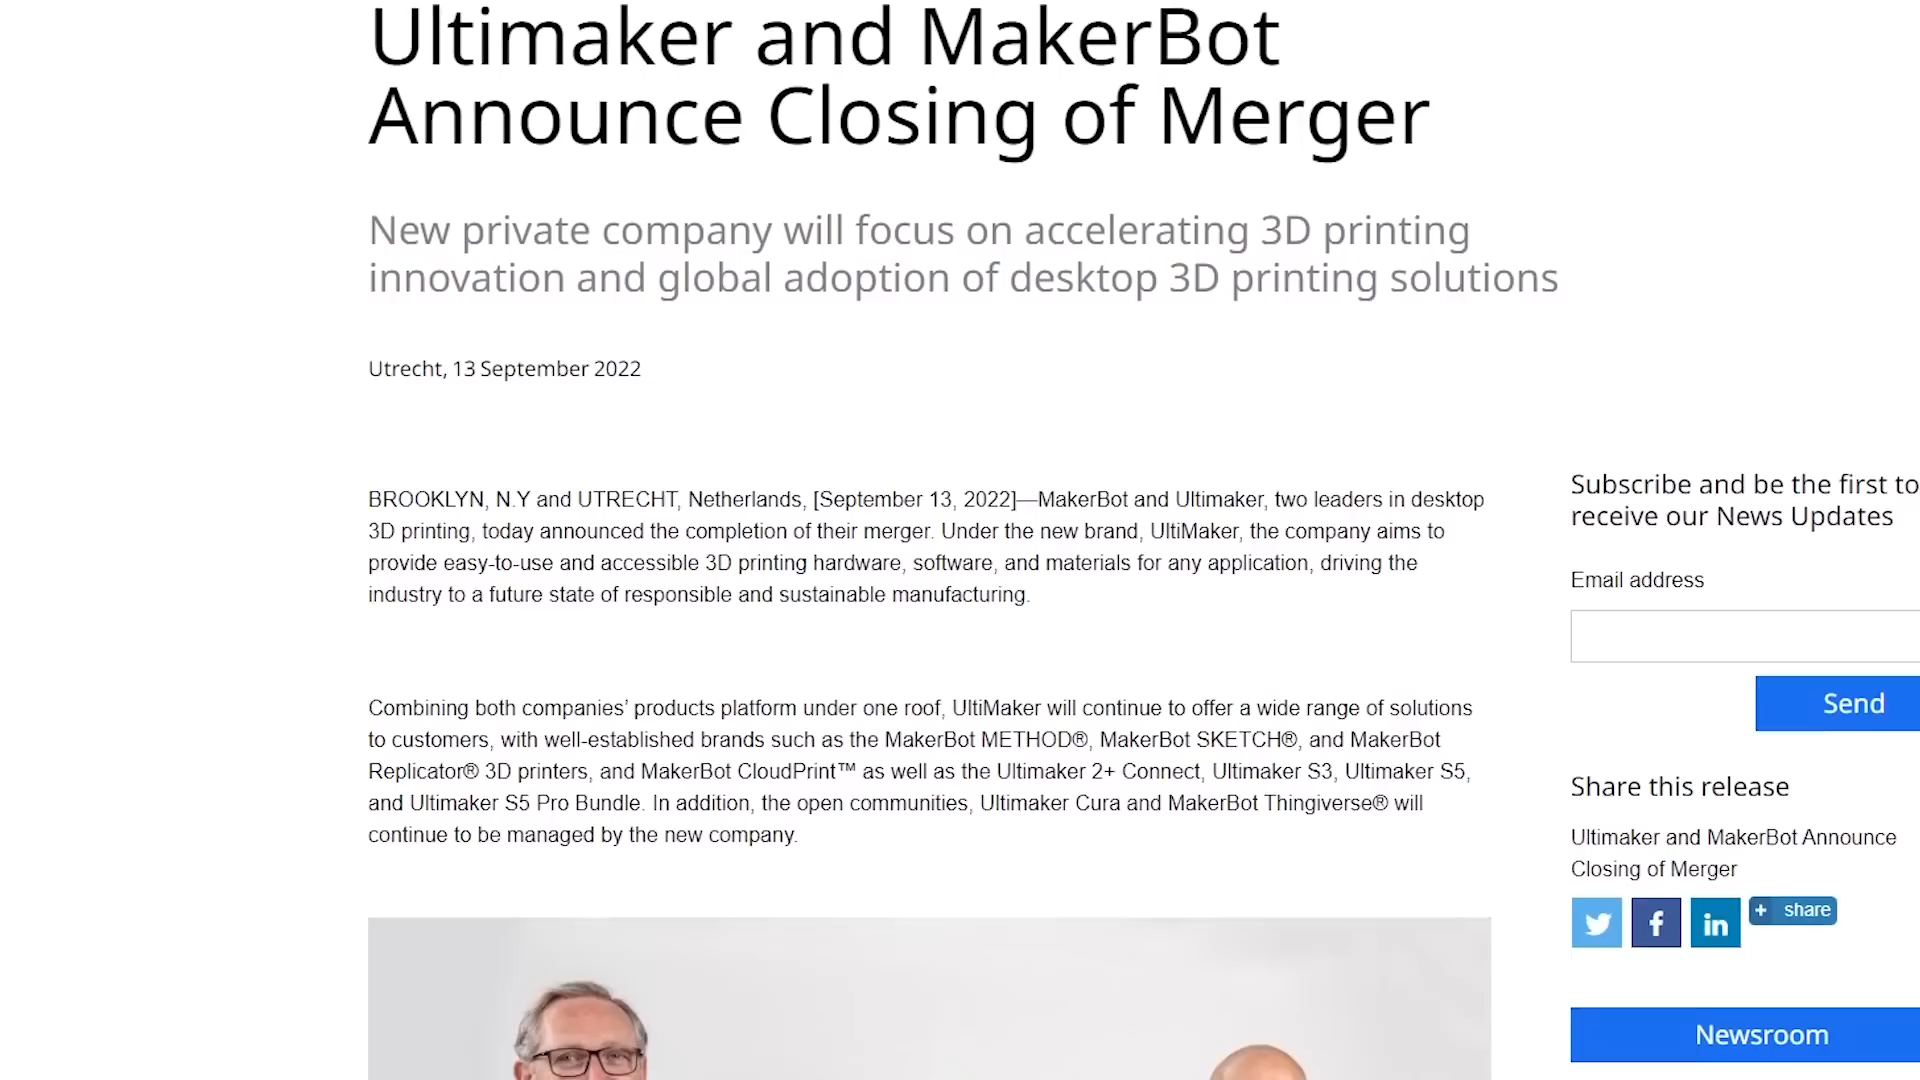 Ultimaker and MakerBot
Announce Closing of Merger
New private company will focus on accelerating 3D printing
innovation and global adoption of desktop 3D printing solutions
Utrecht, 13 September 2022
BROOKLYN, N.Y and UTRECHT, Netherlands, [September 13, 2022]—MakerBot and Ultimaker, two leaders in desktop
3D printing, today announced the completion of their merger. Under the new brand, UltiMaker, the company aims to
provide easy-to-use and accessible 3D printing hardware, software, and materials for any application, driving the
industry to a future state of responsible and sustainable manufacturing.
Combining both companies’ products platform under one roof, UltiMaker will continue to offer a wide range of solutions
to customers, with well-established brands such as the MakerBot METHOD®, MakerBot SKETCH®, and MakerBot
Replicator® 3D printers, and MakerBot CloudPrint™ as well as the Ultimaker 2+ Connect, Ultimaker S3, Ultimaker S5,
and Ultimaker S5 Pro Bundle. In addition, the open communities, Ultimaker Cura and MakerBot Thingiverse® will
continue to be managed by the new company.
Subscribe and be the first to
receive our News Updates
Email address
Send
Share this release
Ultimaker and MakerBot Announce
Closing of Merger
f in + share
Newsroom